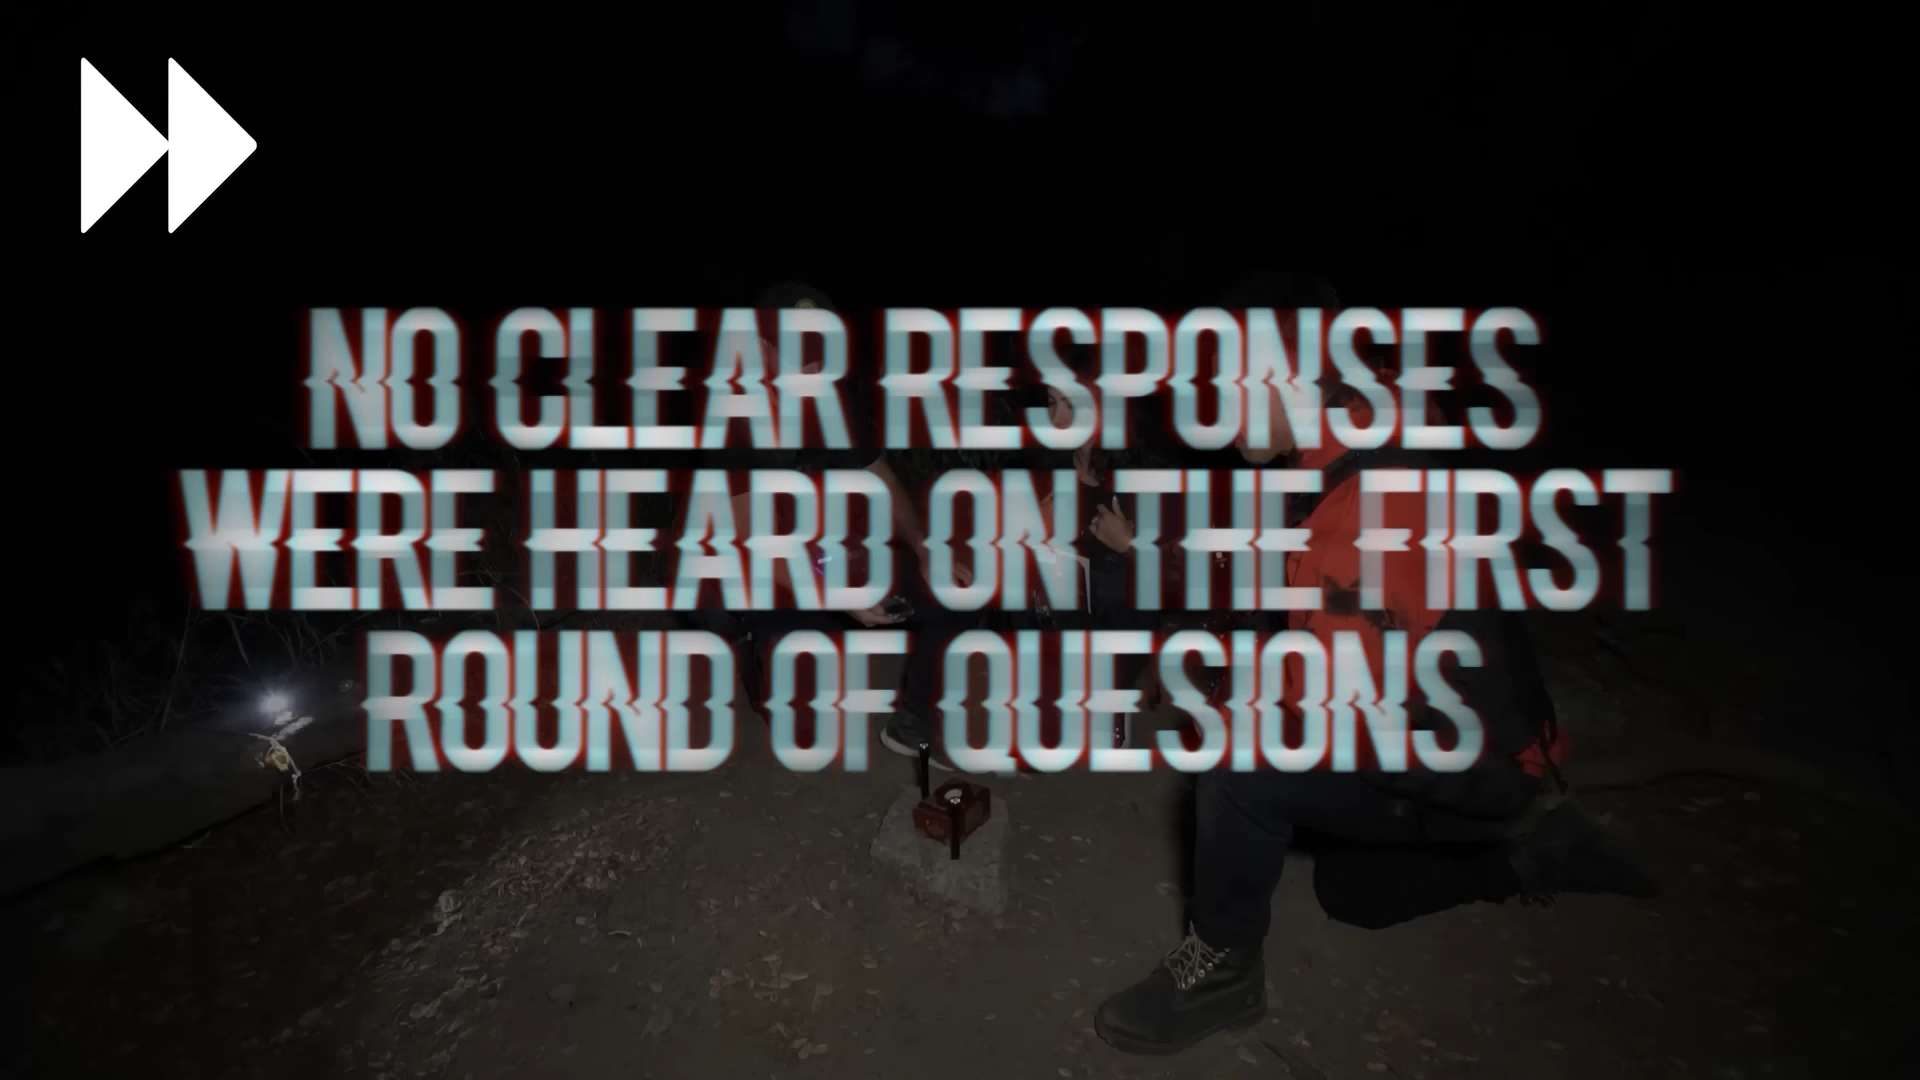 NO CLEAR RESPONSES
WERE HEARD ON THE FIRST
ROUND OF QUESIONS